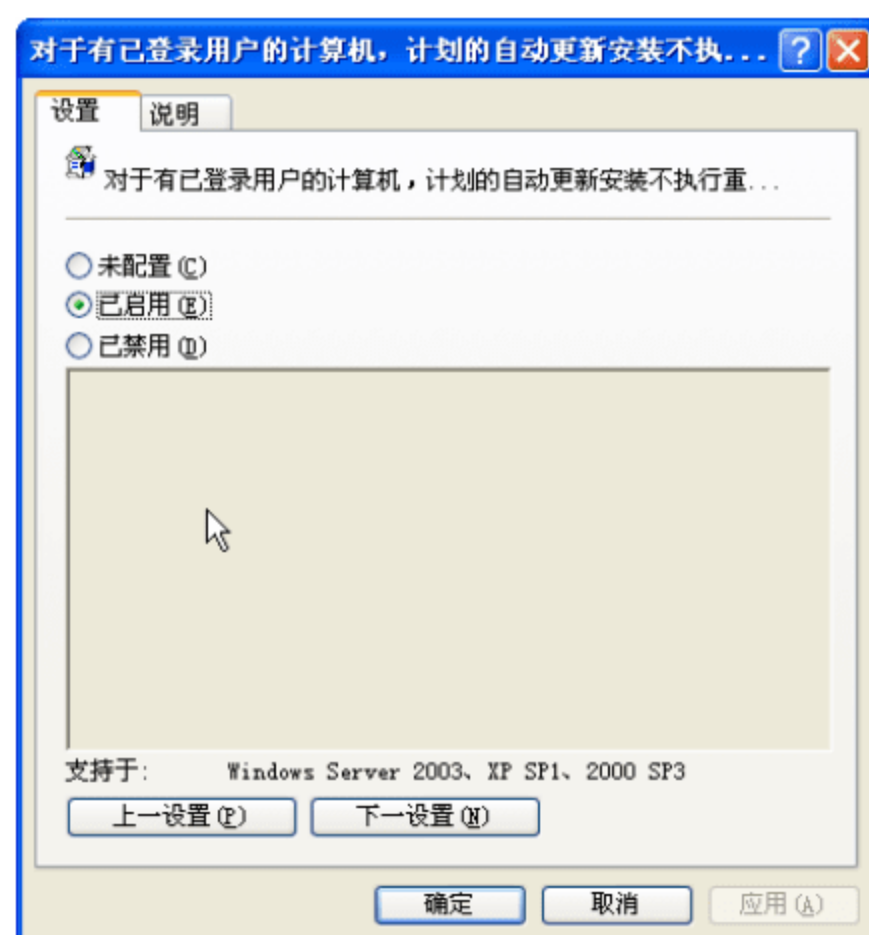 对于有已登录用户的计算机，计划的自动更新安装不执...
设置 说明
对于有已登录用户的计算机，计划的自动更新安装不执行重...
未配置(C)
已启用(E)
已禁用(D)
支持于: Windows Server 2003、XP SP1、2000 SP3
上一设置(P) 下一设置(N)
确定 取消 应用(A)